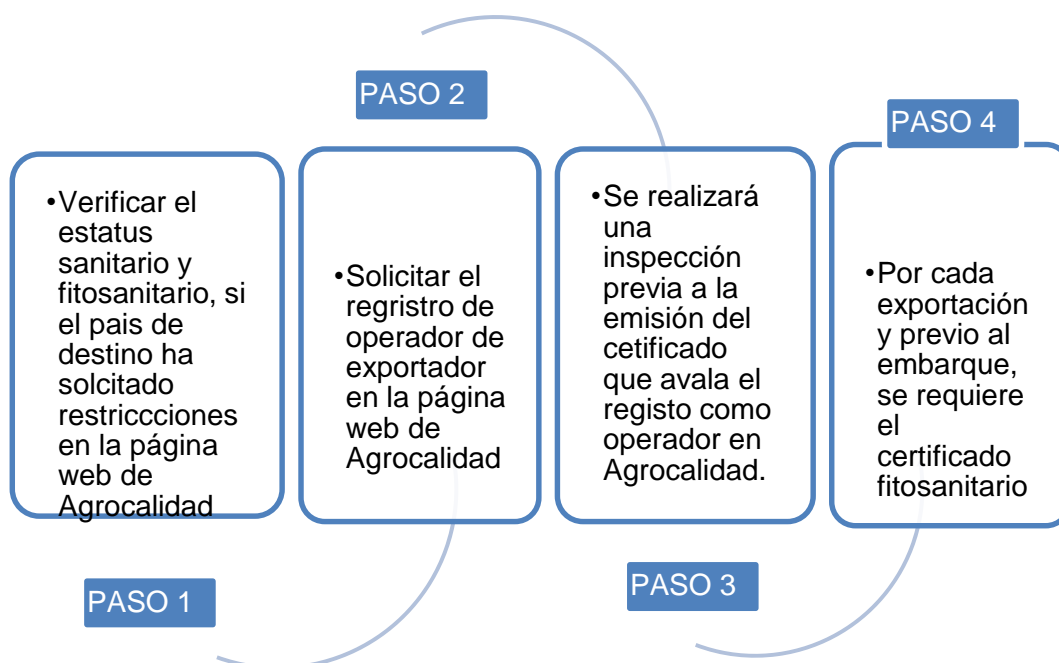 PASO 1
•Verificar el
estatus
sanitario y
fitosanitario, si
el pais de
destino ha
solcitado
restriccciones
en la página
web de
Agrocalidad
PASO 2
•Solicitar el
regristro de
operador de
exportador
en la página
web de
Agrocalidad
PASO 3
•Se realizará
una
inspección
previa a la
emisión del
cetificado
que avala el
registo como
operador en
Agrocalidad.
PASO 4
•Por cada
exportación
y previo al
embarque,
se requiere
el
certificado
fitosanitario